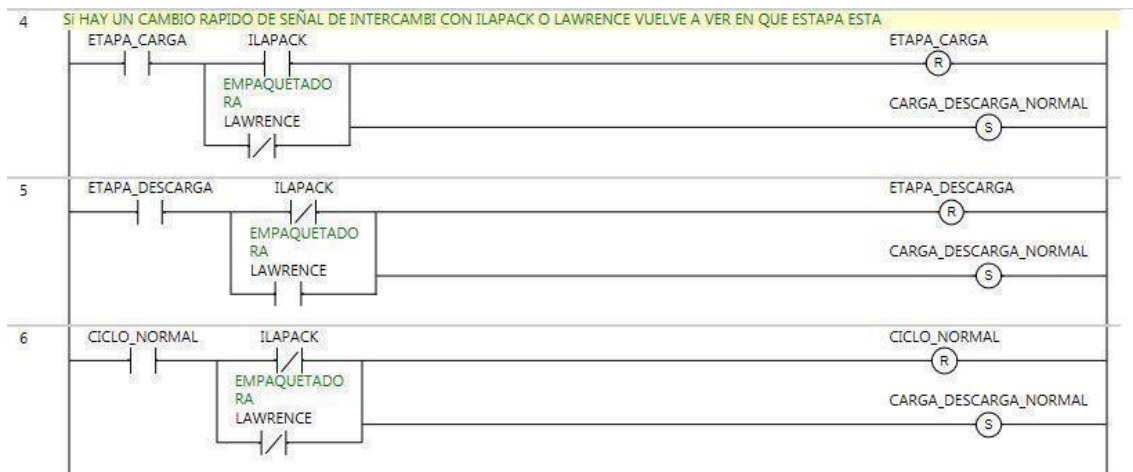 4 Si HAY UN CAMBIO RAPIDO DE SEÑAL DE INTERCAMBI CON ILAPACK O LAWRENCE VUELVE A VER EN QUE ESTAPA ESTA
ETAPA_CARGA ILAPACK ETAPA_CARGA
R
EMPAQUETADO
RA
CARGA_DESCARGA_NORMAL
LAWRENCE
S
5 ETAPA_DESCARGA ILAPACK ETAPA_DESCARGA
R
EMPAQUETADO
RA
CARGA_DESCARGA_NORMAL
LAWRENCE
S
6 CICLO_NORMAL ILAPACK CICLO_NORMAL
R
EMPAQUETADO
RA
CARGA_DESCARGA_NORMAL
LAWRENCE
S